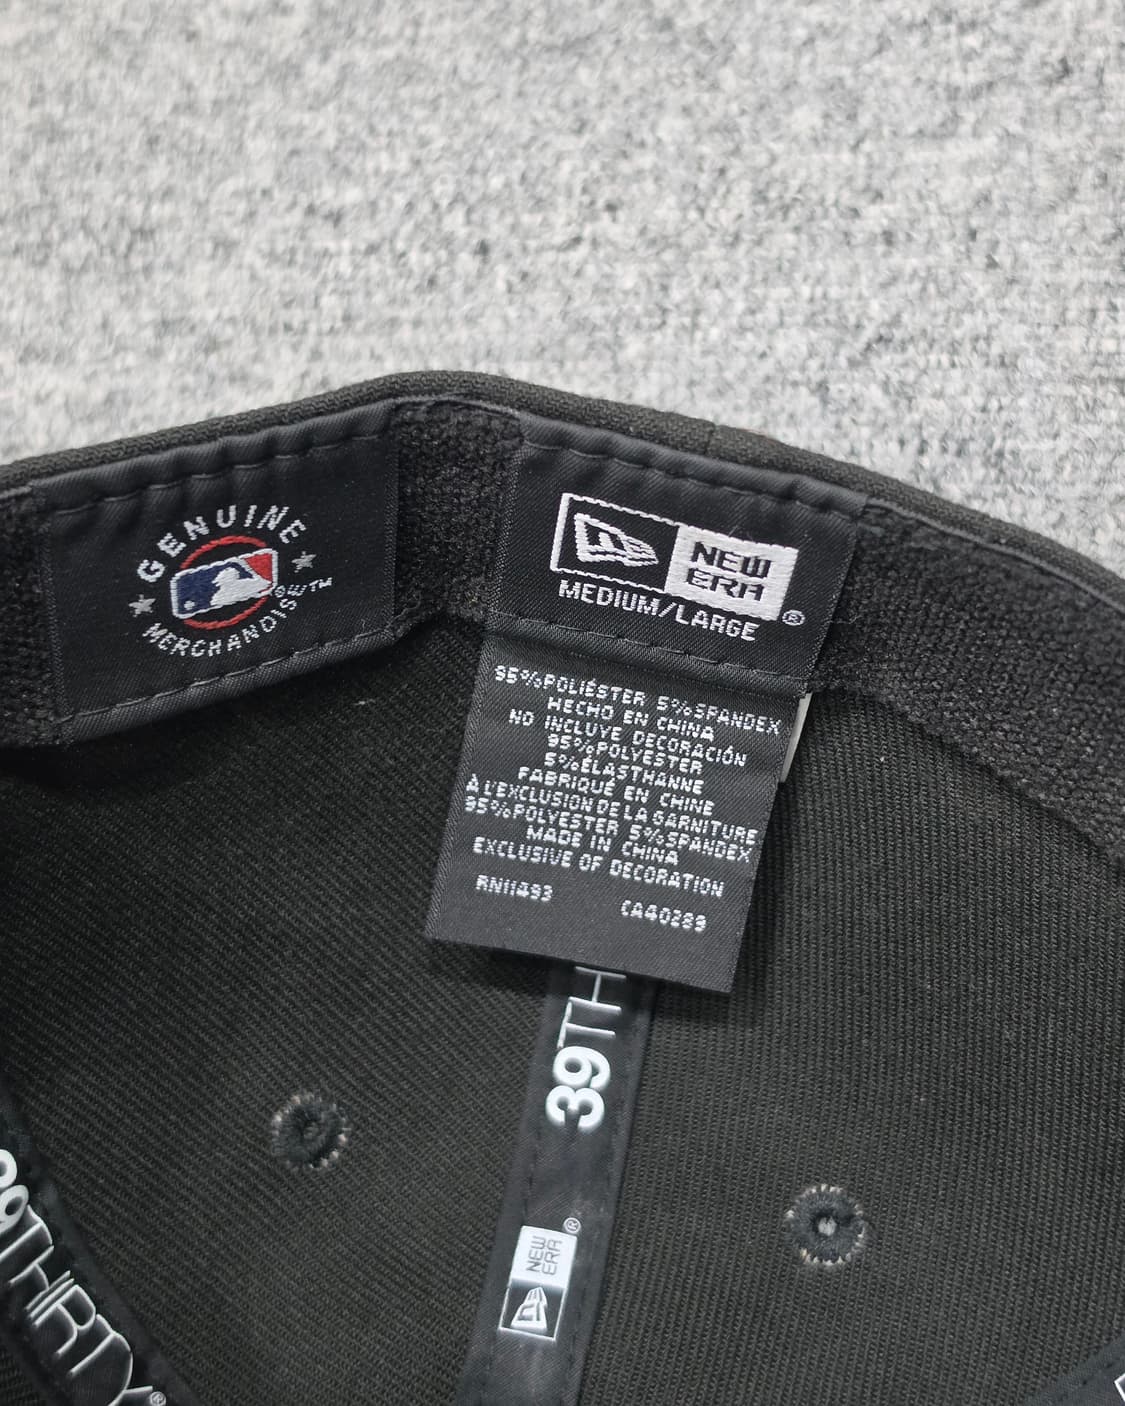 GENUINE
MERCHANDISE™
NEW
ERA®
MEDIUM/LARGE
95%POLIÉSTER 5%SPANDEX
HECHO EN CHINA
NO INCLUYE DECORACIÓN
95%POLYESTER
5%ÉLASTHANNE
FABRIQUÉ EN CHINE
À L'EXCLUSION DE LA GARNITURE
95%POLYESTER 5%SPANDEX
MADE IN CHINA
EXCLUSIVE OF DECORATION
RN11493 CA40289
39TH
NEW
ERA®
9THIRTY®